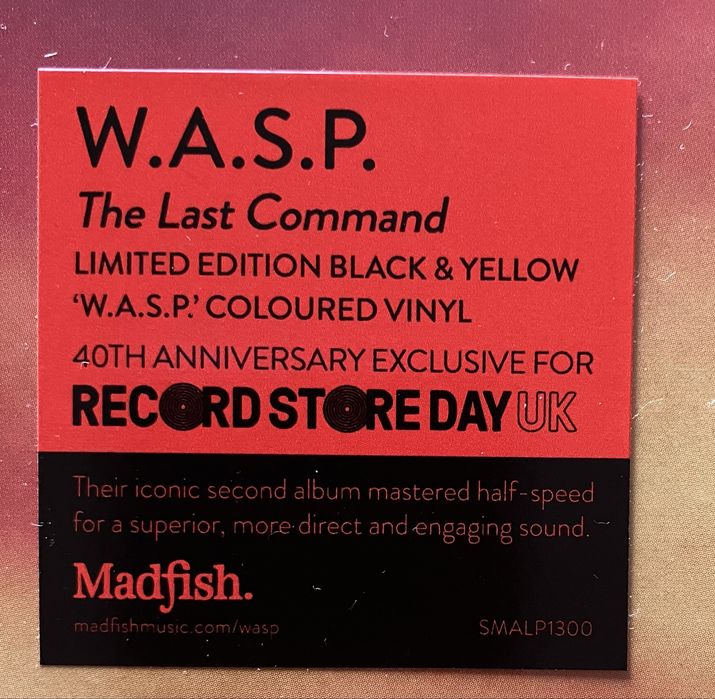 W.A.S.P.
The Last Command
LIMITED EDITION BLACK & YELLOW
‘W.A.S.P.’ COLOURED VINYL
40TH ANNIVERSARY EXCLUSIVE FOR
RECORD STORE DAY UK
Their iconic second album mastered half-speed
for a superior, more direct and engaging sound.
Madfish.
madfishmusic.com/wasp
SMALP1300